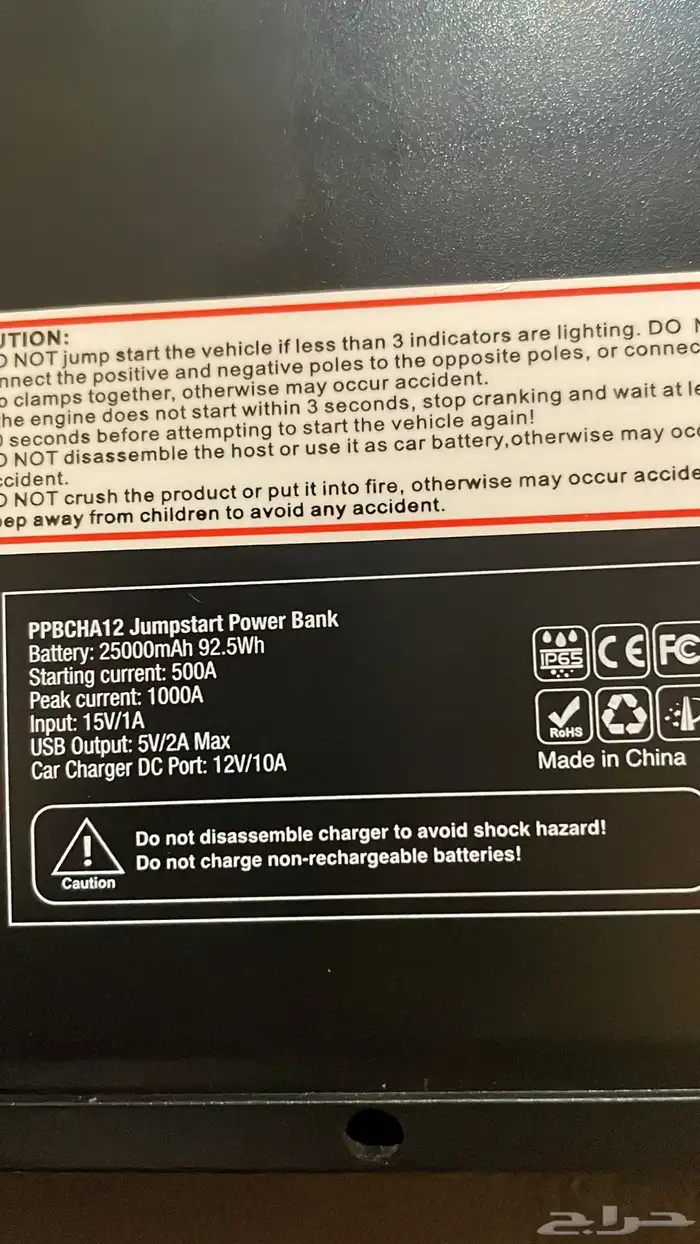 UTION:
O NOT jump start the vehicle if less than 3 indicators are lighting. DO N
nnect the positive and negative poles to the opposite poles, or connec
o clamps together, otherwise may occur accident.
he engine does not start within 3 seconds, stop cranking and wait at le
0 seconds before attempting to start the vehicle again!
O NOT disassemble the host or use it as car battery,otherwise may occ
ccident.
O NOT crush the product or put it into fire, otherwise may occur accide
eep away from children to avoid any accident.
PPBCHA12 Jumpstart Power Bank
Battery: 25000mAh 92.5Wh
Starting current: 500A
Peak current: 1000A
Input: 15V/1A
USB Output: 5V/2A Max
Car Charger DC Port: 12V/10A
IP65 CE FC
RoHS
Made in China
Do not disassemble charger to avoid shock hazard!
Do not charge non-rechargeable batteries!
Caution
حراج